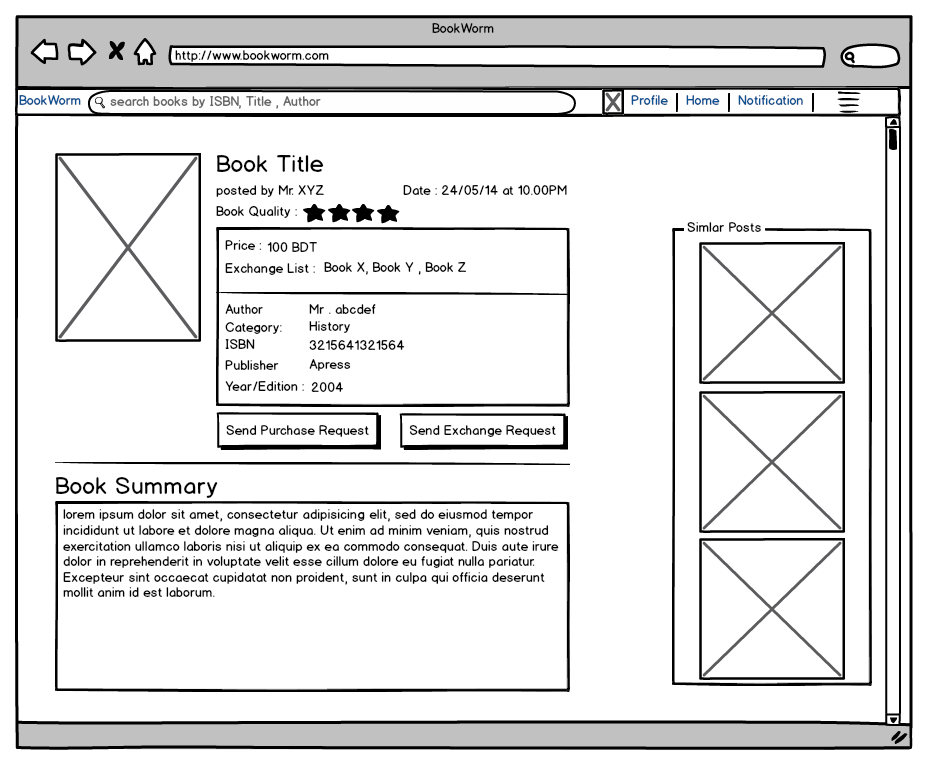 BookWorm
http://www.bookworm.com
BookWorm
search books by ISBN, Title , Author
Profile
Home
Notification
Book Title
posted by Mr. XYZ
Date : 24/05/14 at 10.00PM
Book Quality :
Price : 100 BDT
Exchange List : Book X, Book Y , Book Z
Author Mr . abcdef
Category: History
ISBN 3215641321564
Publisher Apress
Year/Edition : 2004
Send Purchase Request
Send Exchange Request
Simlar Posts
Book Summary
lorem ipsum dolor sit amet, consectetur adipisicing elit, sed do eiusmod tempor
incididunt ut labore et dolore magna aliqua. Ut enim ad minim veniam, quis nostrud
exercitation ullamco laboris nisi ut aliquip ex ea commodo consequat. Duis aute irure
dolor in reprehenderit in voluptate velit esse cillum dolore eu fugiat nulla pariatur.
Excepteur sint occaecat cupidatat non proident, sunt in culpa qui officia deserunt
mollit anim id est laborum.